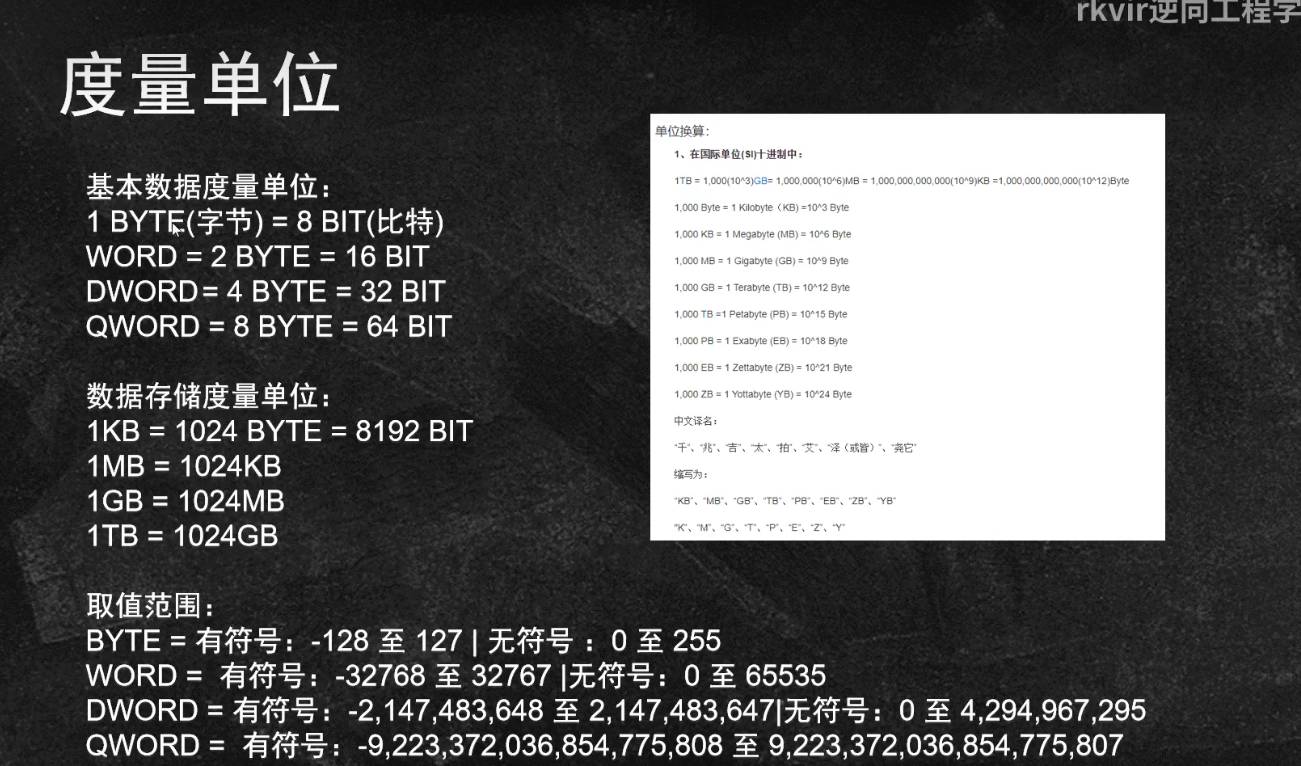 rkvir逆向工程学
度量单位
基本数据度量单位：
1 BYTE(字节) = 8 BIT(比特)
WORD = 2 BYTE = 16 BIT
DWORD= 4 BYTE = 32 BIT
QWORD = 8 BYTE = 64 BIT
数据存储度量单位：
1KB = 1024 BYTE = 8192 BIT
1MB = 1024KB
1GB = 1024MB
1TB = 1024GB
取值范围：
BYTE = 有符号：-128 至 127 | 无符号 ：0 至 255
WORD = 有符号：-32768 至 32767 |无符号：0 至 65535
DWORD = 有符号：-2,147,483,648 至 2,147,483,647|无符号：0 至 4,294,967,295
QWORD = 有符号：-9,223,372,036,854,775,808 至 9,223,372,036,854,775,807
单位换算：
1、在国际单位(SI)十进制中：
1TB = 1,000(10^3)GB= 1,000,000(10^6)MB = 1,000,000,000,000(10^9)KB =1,000,000,000,000(10^12)Byte
1,000 Byte = 1 Kilobyte（KB) =10^3 Byte
1,000 KB = 1 Megabyte (MB) = 10^6 Byte
1,000 MB = 1 Gigabyte (GB) = 10^9 Byte
1,000 GB = 1 Terabyte (TB) = 10^12 Byte
1,000 TB =1 Petabyte (PB) = 10^15 Byte
1,000 PB = 1 Exabyte (EB) = 10^18 Byte
1,000 EB = 1 Zettabyte (ZB) = 10^21 Byte
1,000 ZB = 1 Yottabyte (YB) = 10^24 Byte
中文译名：
“千”、“兆”、“吉”、“太”、“拍”、“艾”、“泽（或皆）”、“尧它”
缩写为：
“KB”、“MB”、“GB”、“TB”、“PB”、“EB”、“ZB”、“YB”
“K”、“M”、“G”、“T”、“P”、“E”、“Z”、“Y”